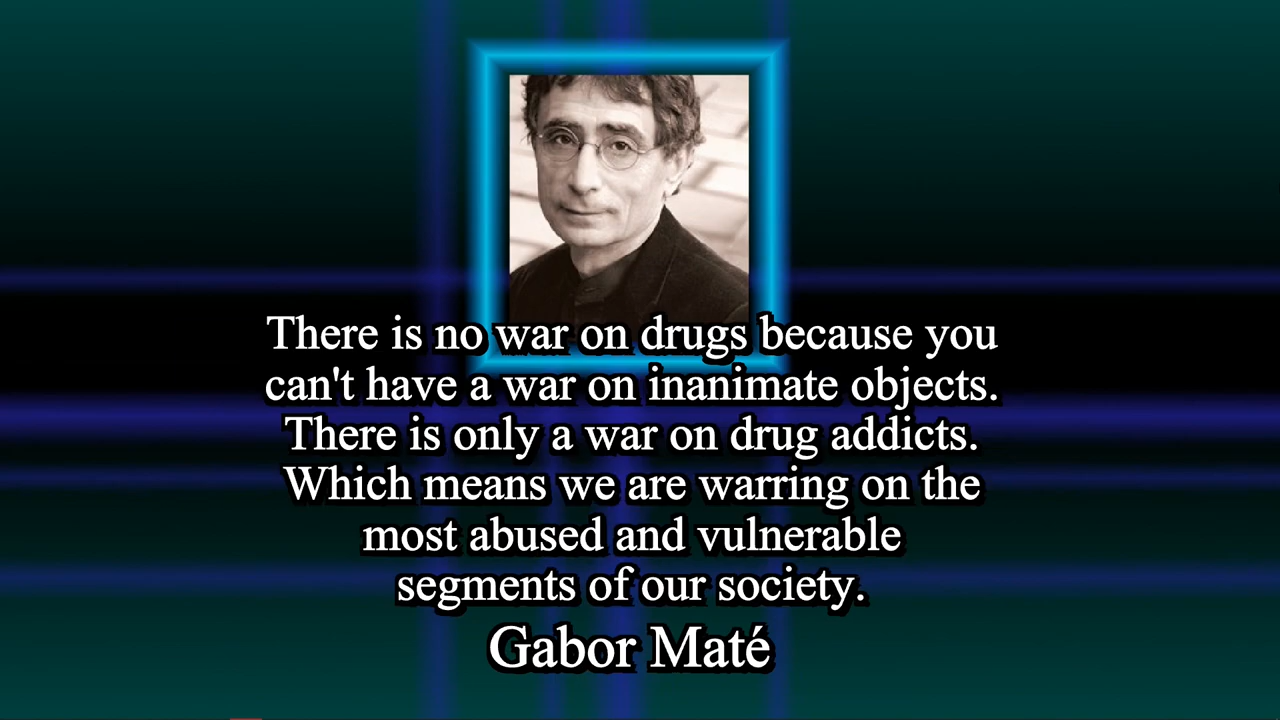 There is no war on drugs because you
can't have a war on inanimate objects.
There is only a war on drug addicts.
Which means we are warring on the
most abused and vulnerable
segments of our society.
Gabor Maté